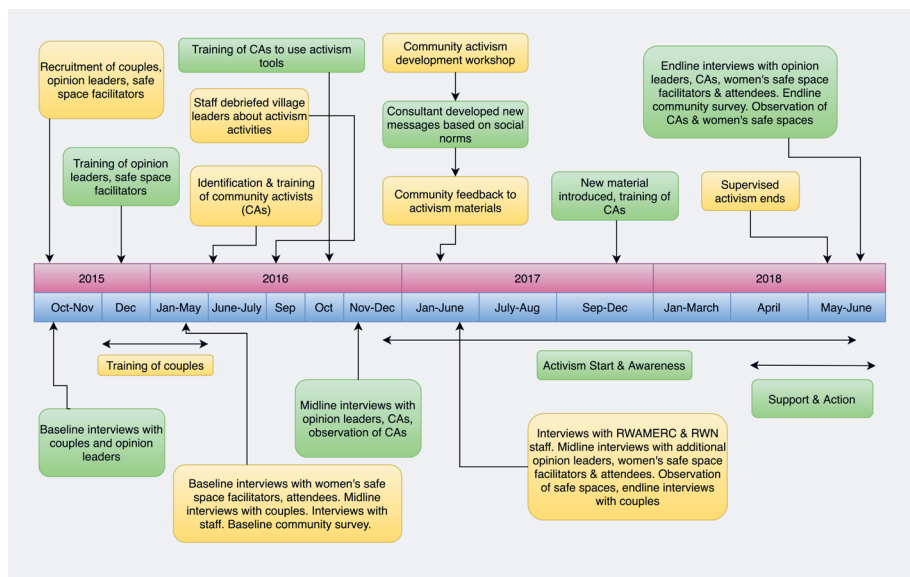 Recruitment of couples,
opinion leaders, safe
space facilitators
Training of CAs to use activism
tools
Community activism
development workshop
Endline interviews with opinion
leaders, CAs, women's safe space
facilitators & attendees. Endline
community survey. Observation of
CAs & women's safe spaces
Staff debriefed village
leaders about activism
activities
Consultant developed new
messages based on social
norms
Training of opinion
leaders, safe space
facilitators
Identification & training
of community activists
(CAs)
Community feedback to
activism materials
New material
introduced, training of
CAs
Supervised
activism ends
2015
2016
2017
2018
Oct-Nov
Dec
Jan-May
June-July
Sep
Oct
Nov-Dec
Jan-June
July-Aug
Sep-Dec
Jan-March
April
May-June
Training of couples
Activism Start & Awareness
Support & Action
Baseline interviews with
couples and opinion
leaders
Midline interviews with
opinion leaders, CAs,
observation of CAs
Baseline interviews with women's safe
space facilitators, attendees. Midline
interviews with couples. Interviews with
staff. Baseline community survey.
Interviews with RWAMERC & RWN
staff. Midline interviews with additional
opinion leaders, women's safe space
facilitators & attendees. Observation
of safe spaces, endline interviews
with couples